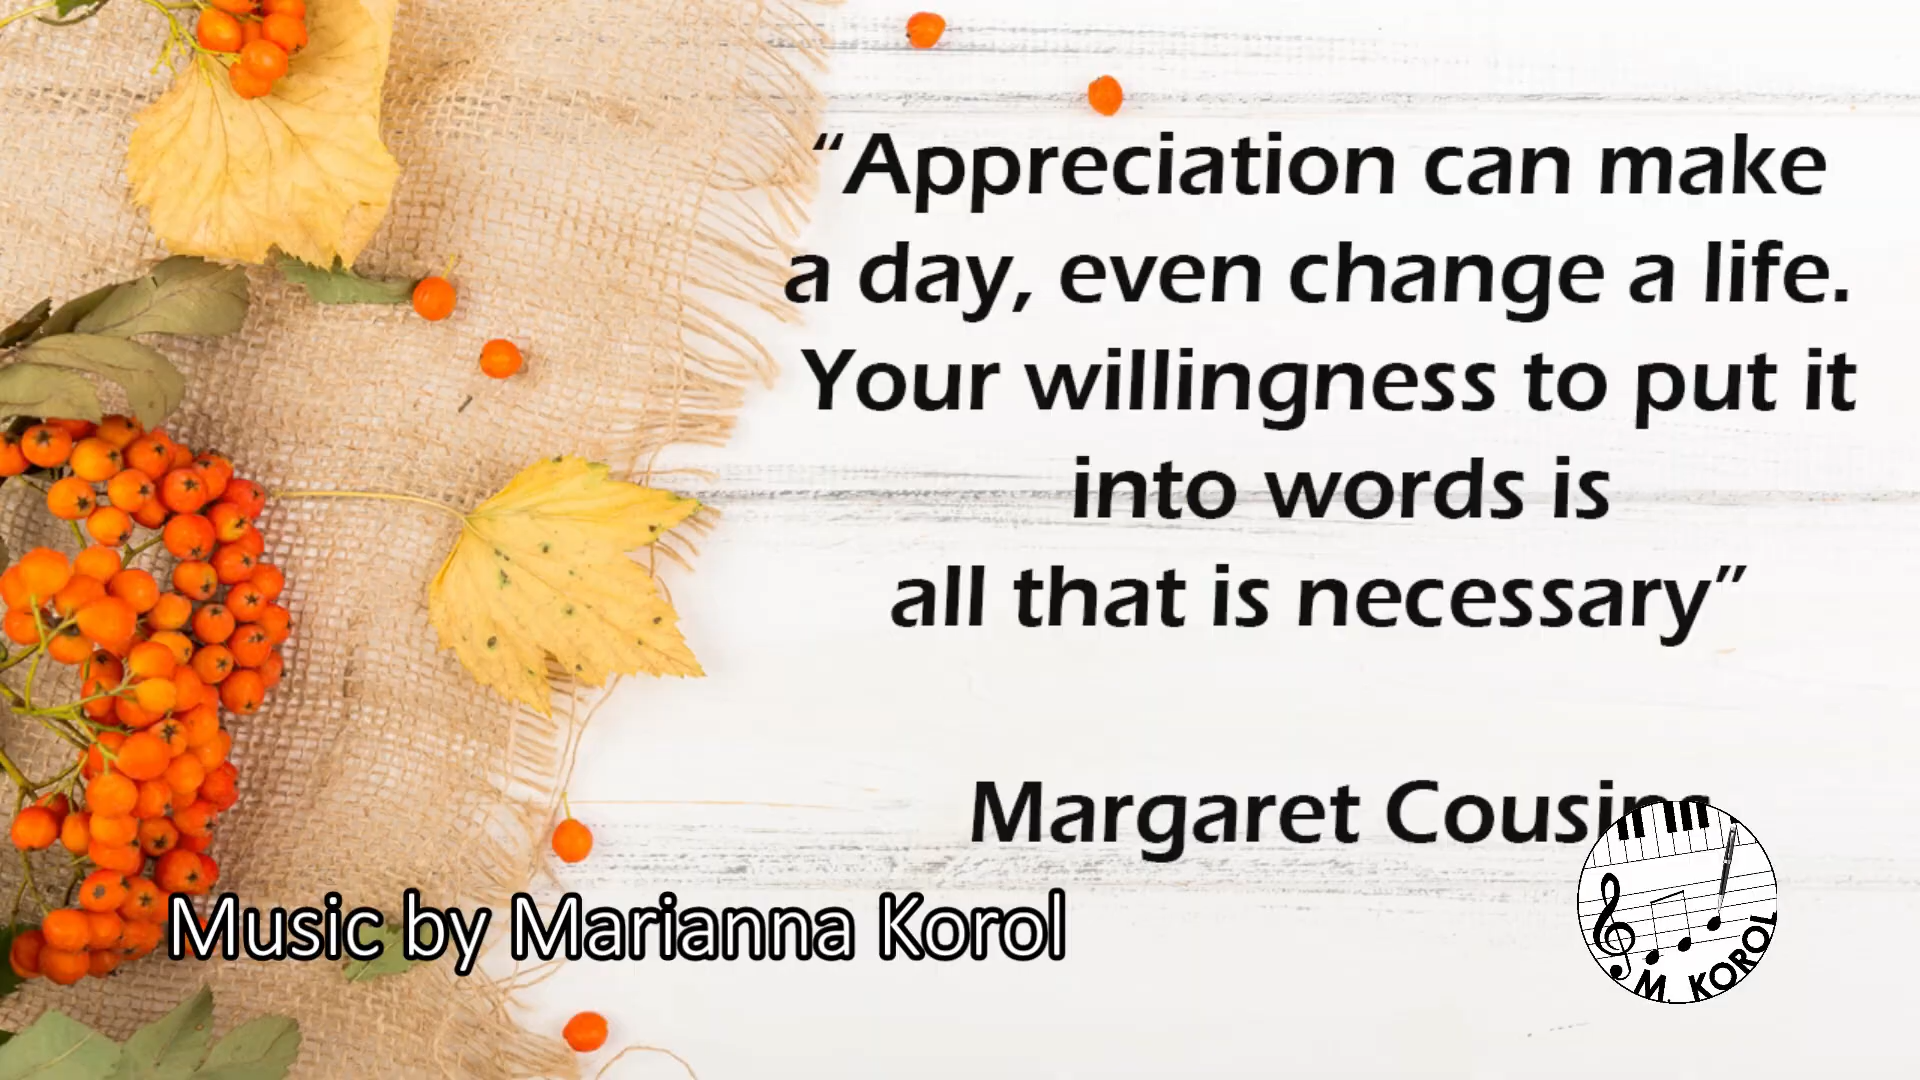 “Appreciation can make
a day, even change a life.
Your willingness to put it
into words is
all that is necessary”
Margaret Cousins
Music by Marianna Korol
M. KOROL